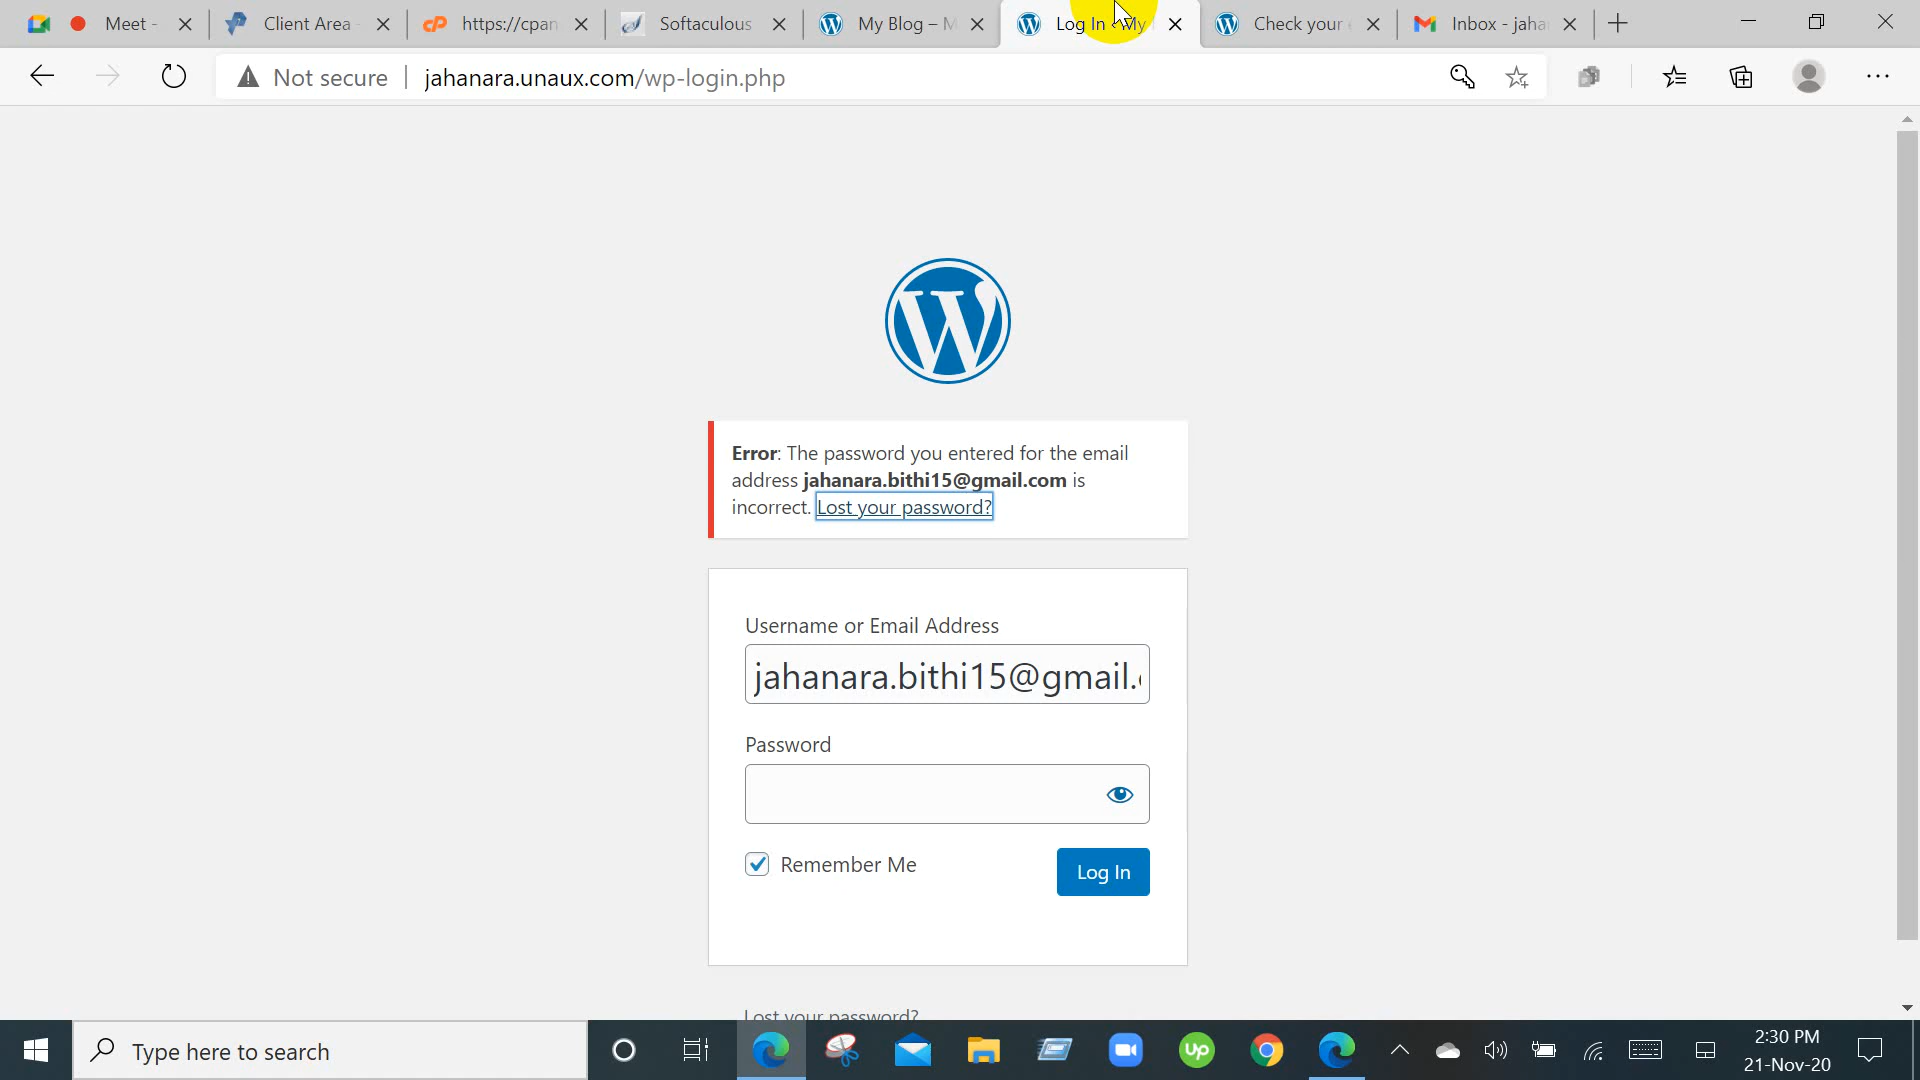 Meet -
Client Area
https://cpan
Softaculous
My Blog – M
Log In
Check your
Inbox - jaha
Not secure
jahanara.unaux.com/wp-login.php
Error: The password you entered for the email
address jahanara.bithi15@gmail.com is
incorrect. Lost your password?
Username or Email Address
jahanara.bithi15@gmail.
Password
Remember Me
Log In
Lost your password?
Type here to search
up
2:30 PM
21-Nov-20